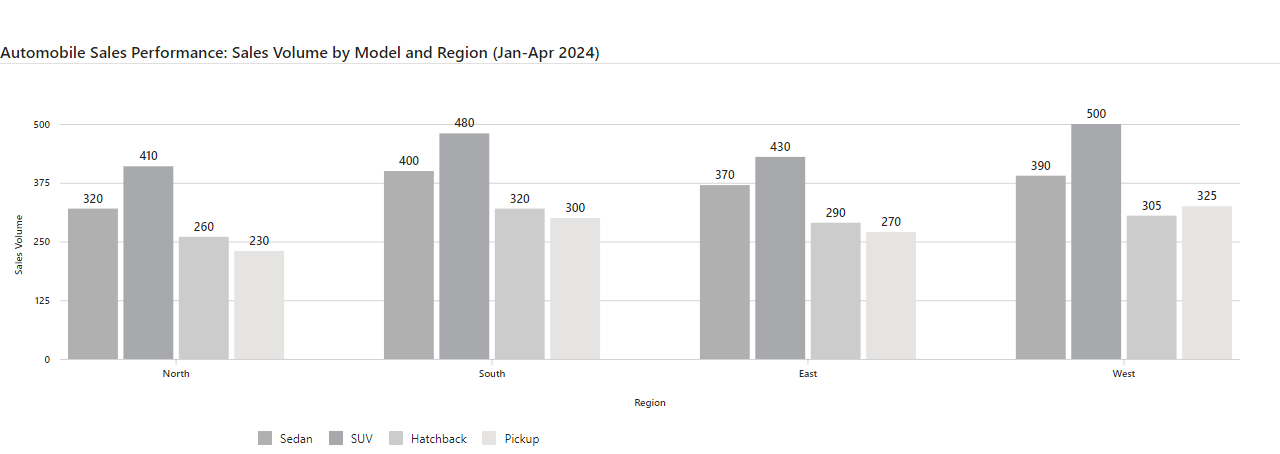 Automobile Sales Performance: Sales Volume by Model and Region (Jan-Apr 2024)
500
375
250
125
0
Sales Volume
320 410 260 230
400 480 320 300
370 430 290 270
390 500 305 325
North South East West
Region
Sedan SUV Hatchback Pickup